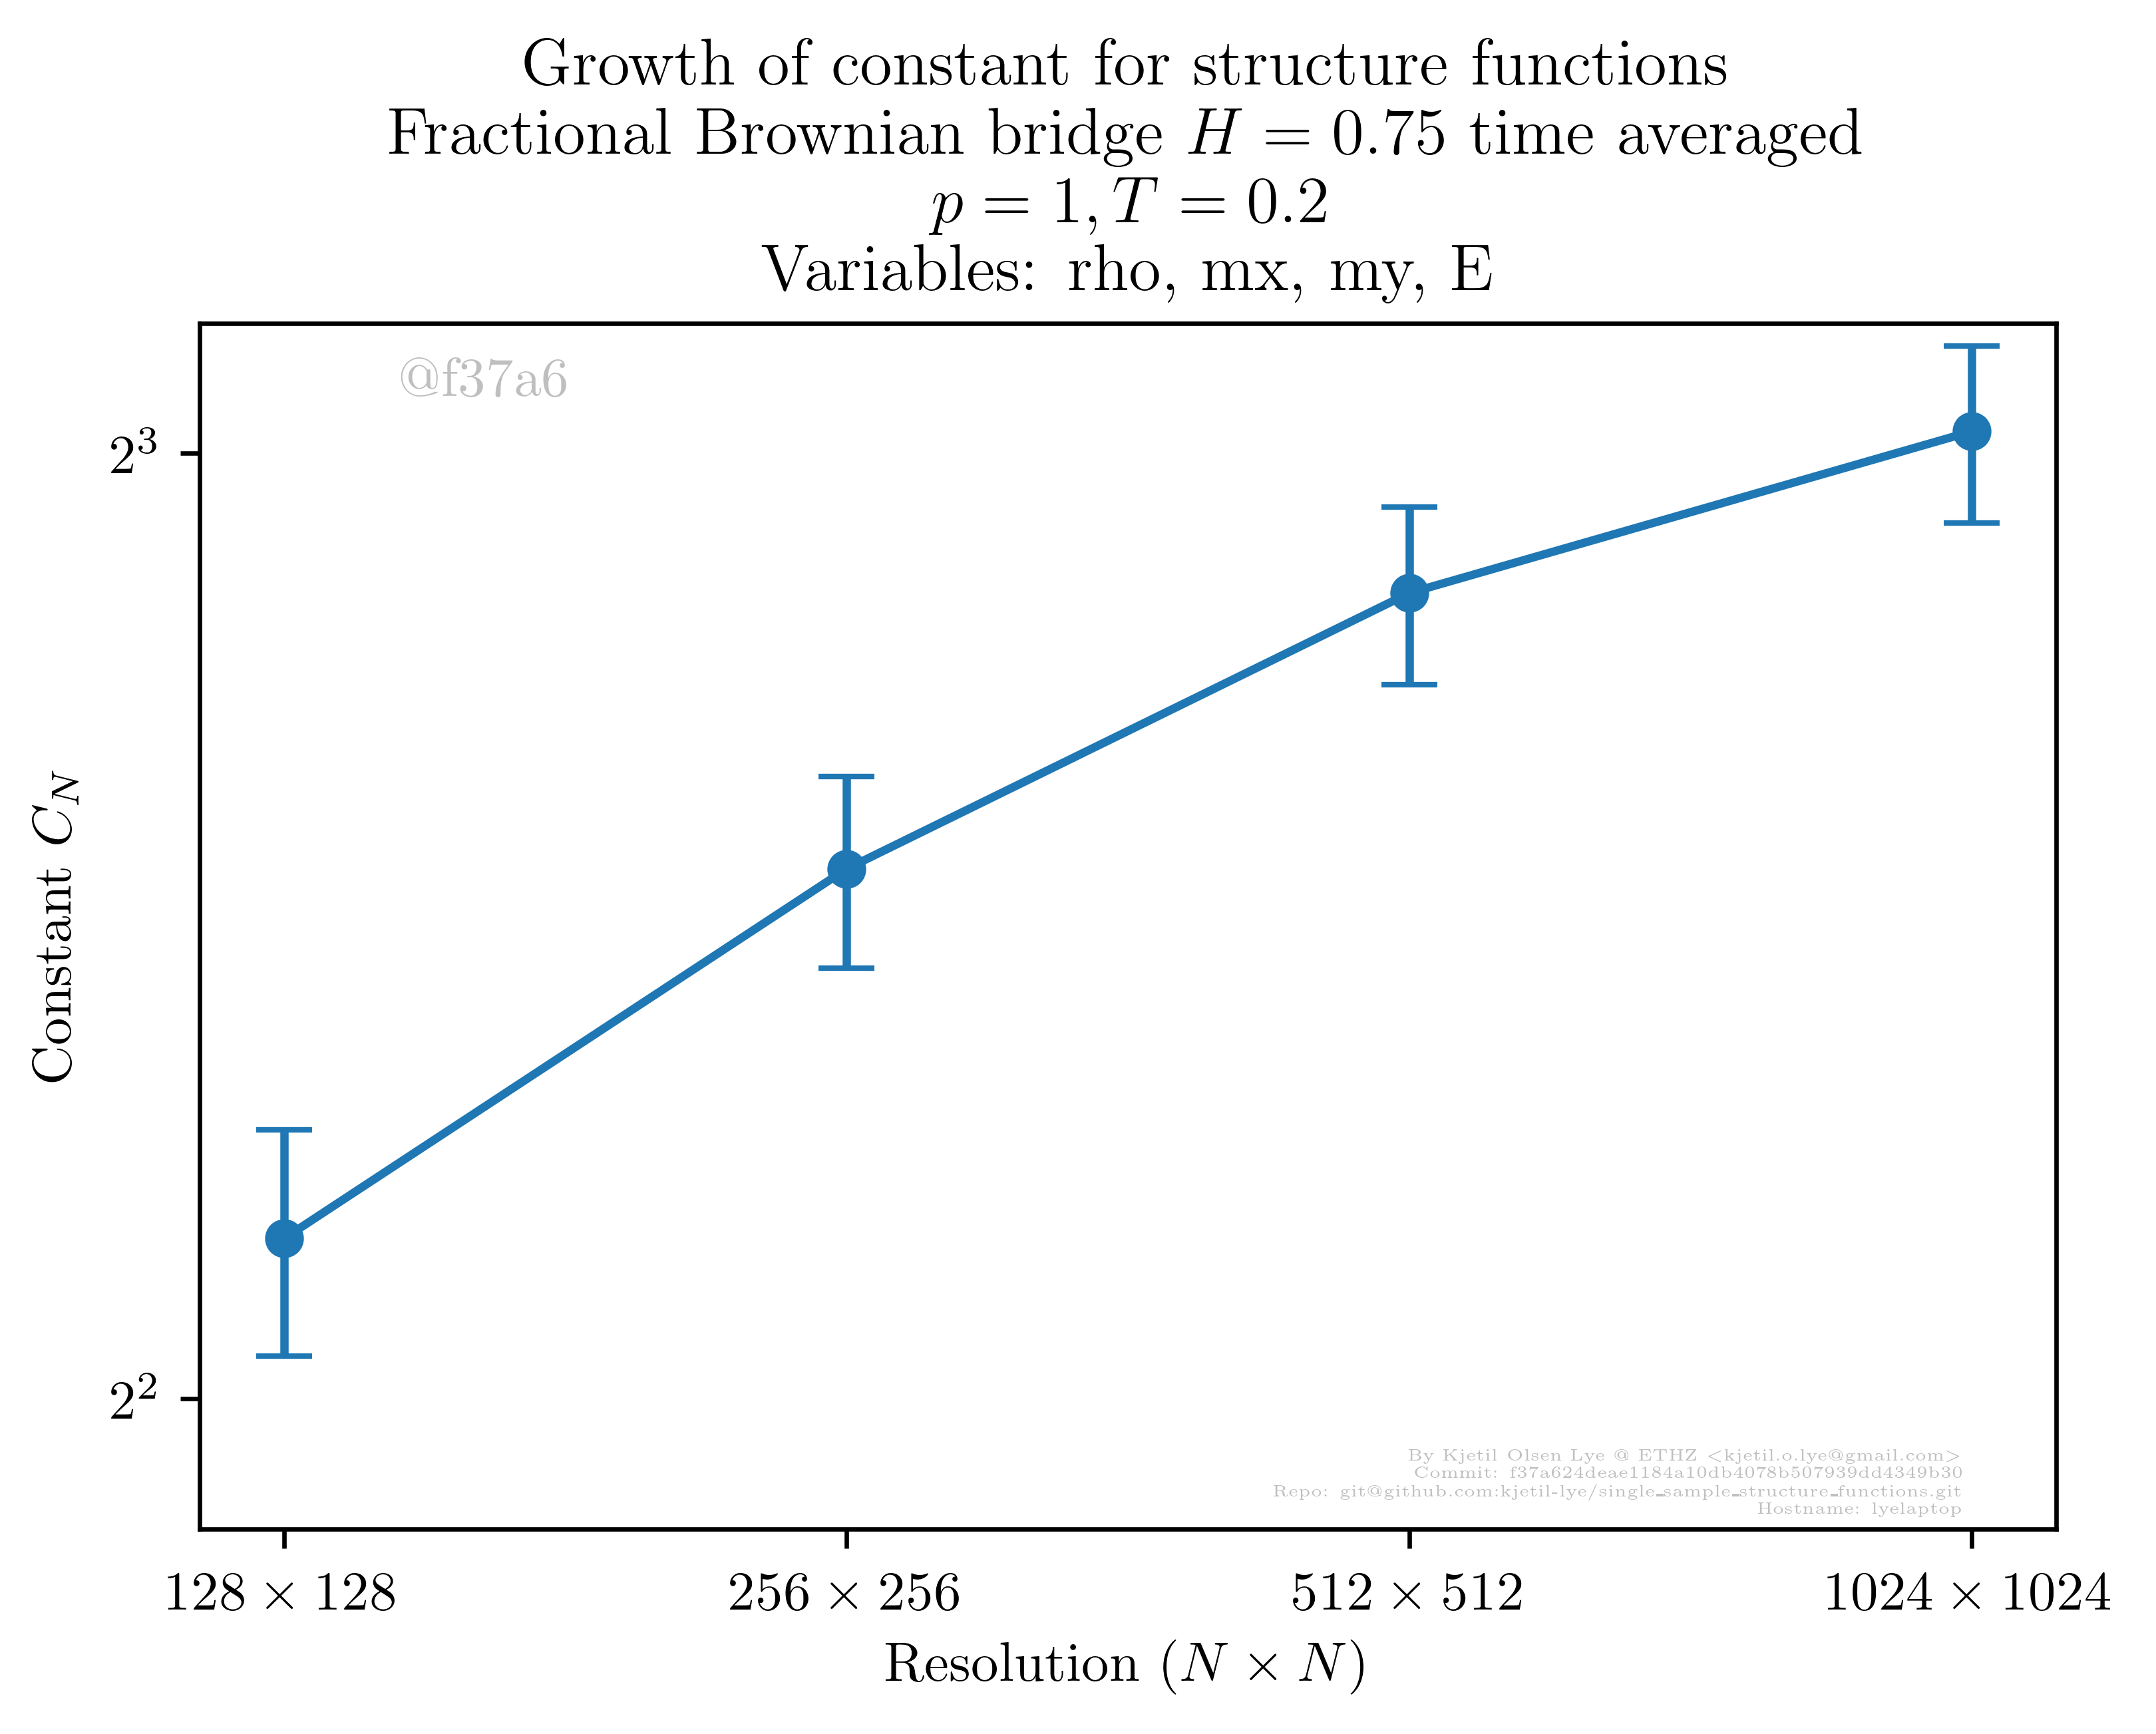 Growth of constant for structure functions
Fractional Brownian bridge H = 0.75 time averaged
p = 1, T = 0.2
Variables: rho, mx, my, E
@f37a6
2³
Constant C_N
2²
By Kjetil Olsen Lye @ ETHZ <kjetil.o.lye@gmail.com>
Commit: f37a624deae1184a10db4078b507939dd4349b30
Repo: git@github.com:kjetil-lye/single_sample_structure_functions.git
Hostname: lyelaptop
128 × 128
256 × 256
512 × 512
1024 × 1024
Resolution (N × N)